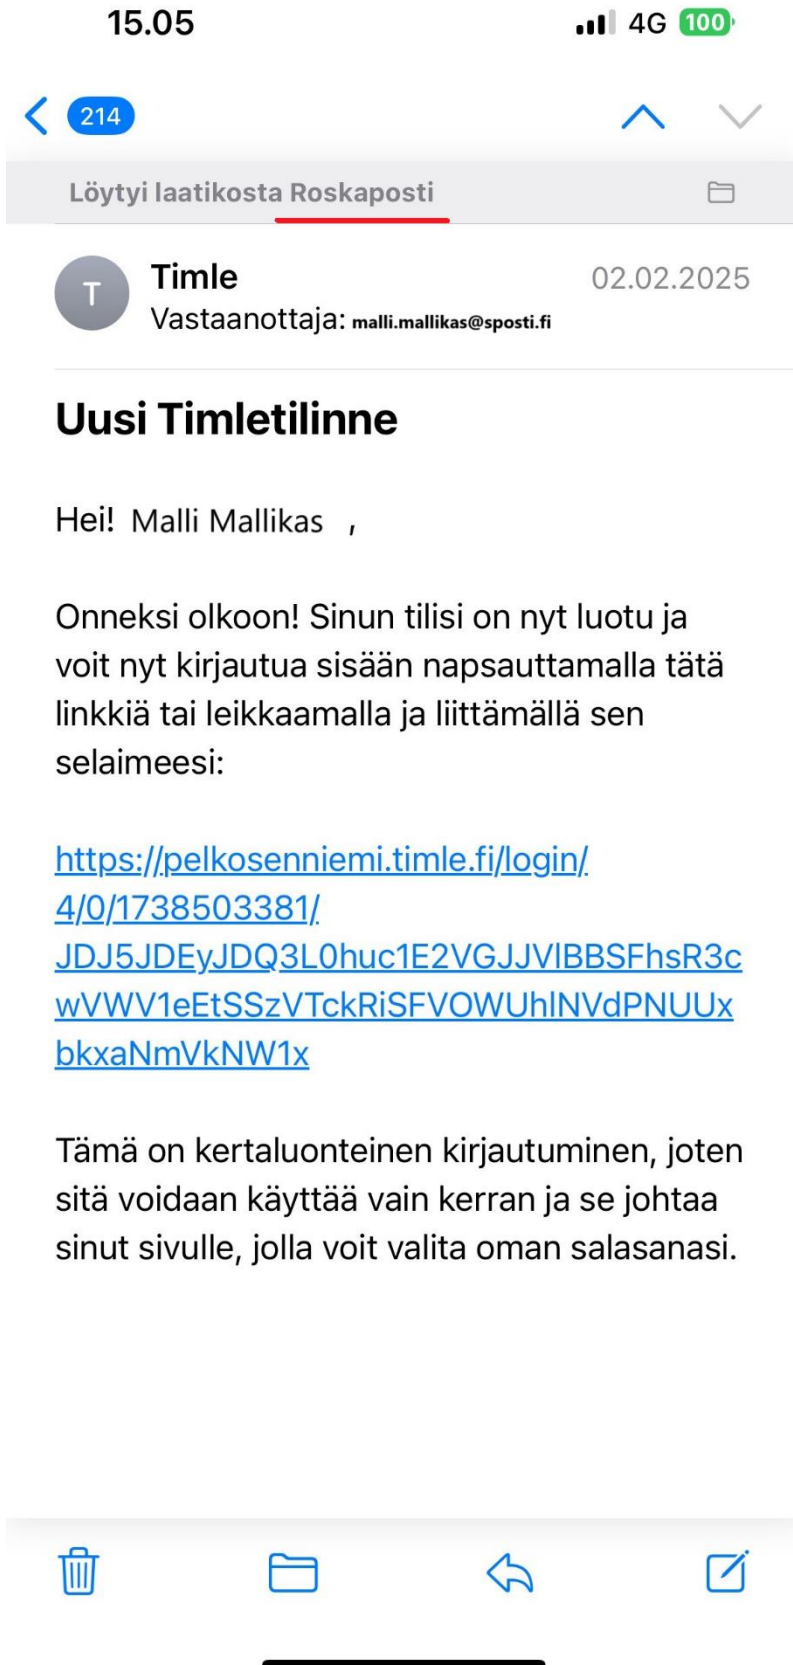 15.05 4G 100
214
Löytyi laatikosta Roskaposti
T
Timle 02.02.2025
Vastaanottaja: malli.mallikas@sposti.fi
Uusi Timletilinne
Hei! Malli Mallikas ,
Onneksi olkoon! Sinun tilisi on nyt luotu ja
voit nyt kirjautua sisään napsauttamalla tätä
linkkiä tai leikkaamalla ja liittämällä sen
selaimeesi:
https://pelkosenniemi.timle.fi/login/
4/0/1738503381/
JDJ5JDEyJDQ3L0huc1E2VGJJVlBBSFhsR3c
wVWV1eEtSSzVTckRiSFVOWUhlNVdPNUUx
bkxaNmVkNW1x
Tämä on kertaluonteinen kirjautuminen, joten
sitä voidaan käyttää vain kerran ja se johtaa
sinut sivulle, jolla voit valita oman salasanasi.